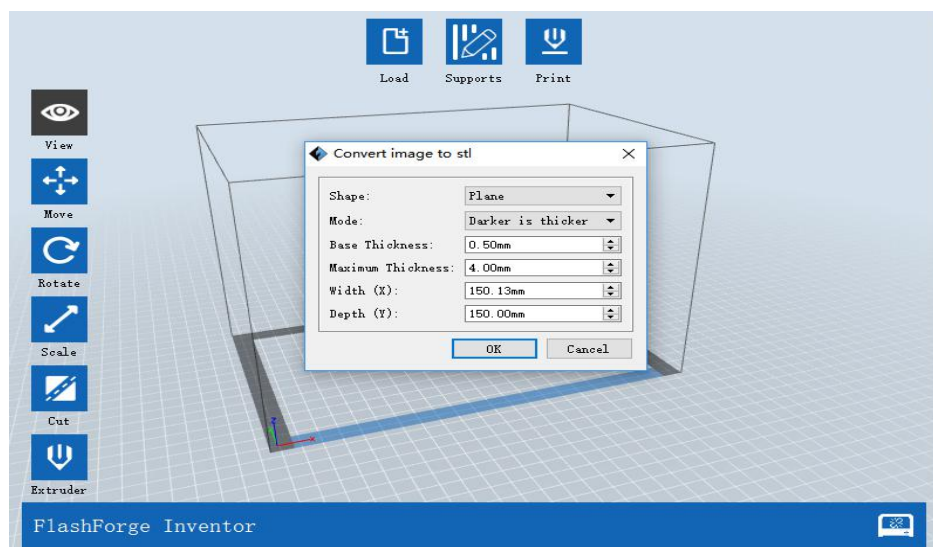 Load Supports Print
View
Move
Rotate
Scale
Cut
Extruder
Convert image to stl
Shape: Plane
Mode: Darker is thicker
Base Thickness: 0.50mm
Maximum Thickness: 4.00mm
Width (X): 150.13mm
Depth (Y): 150.00mm
OK Cancel
z
x
FlashForge Inventor